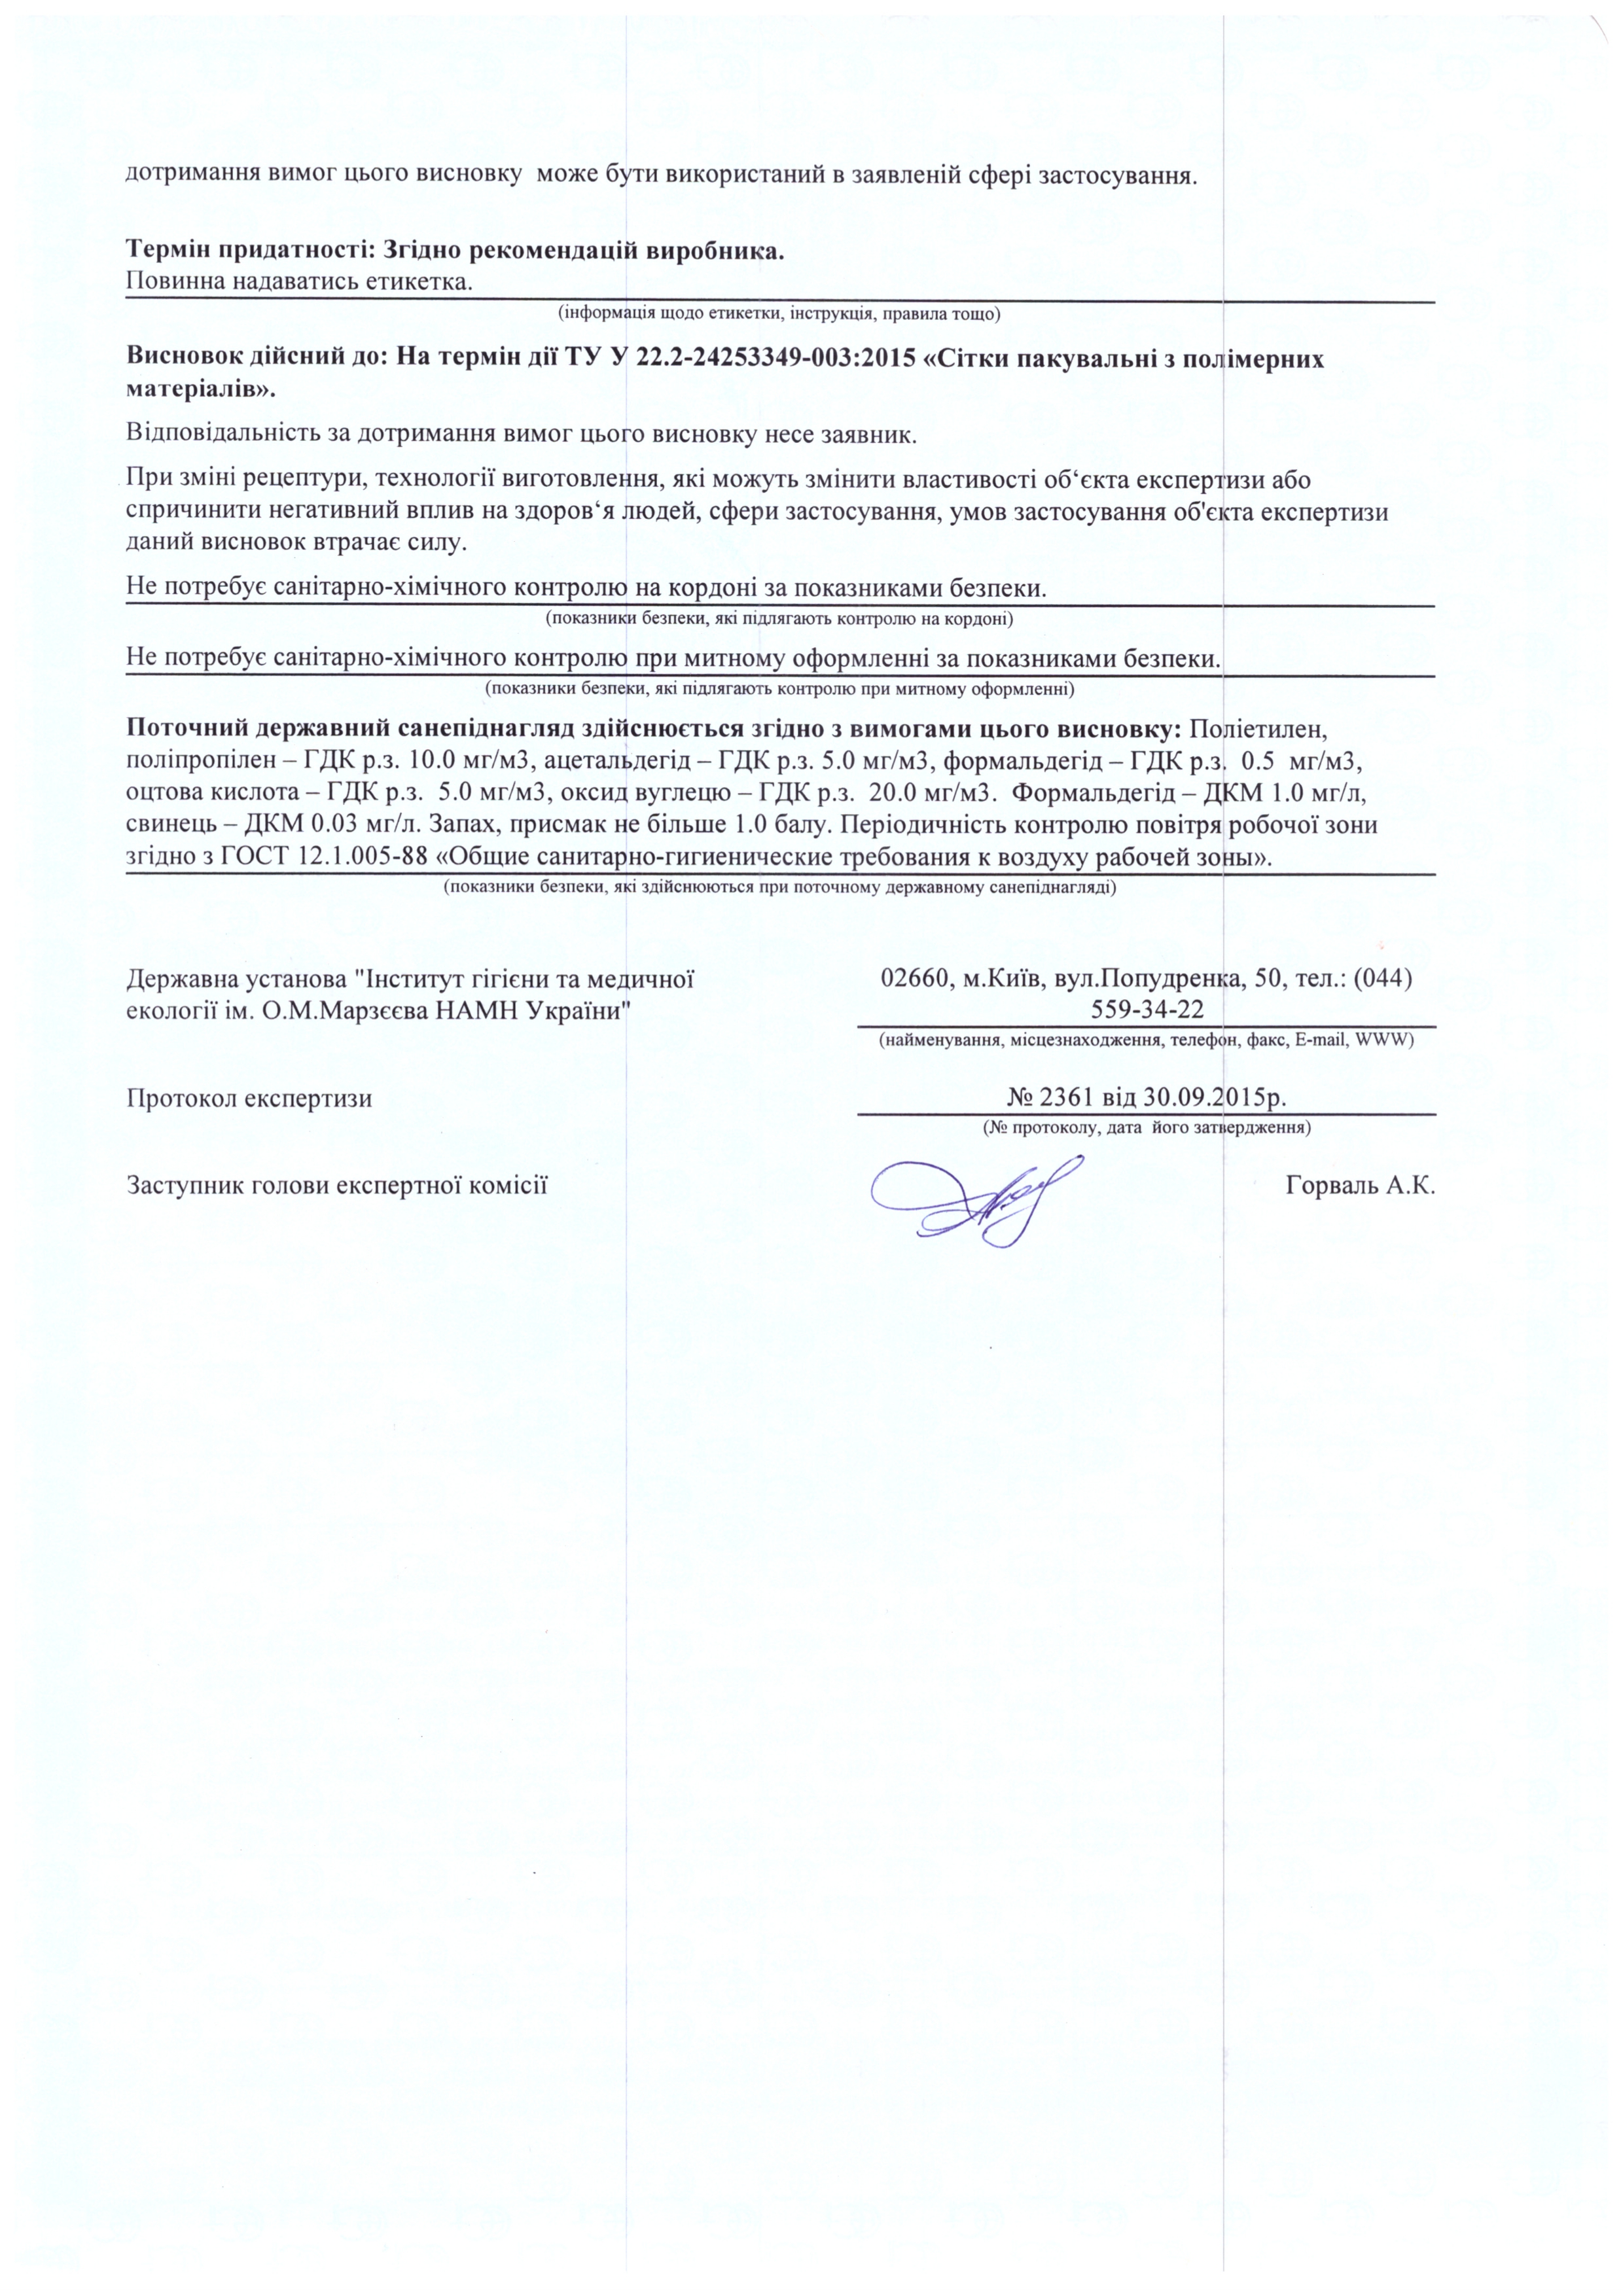 дотримання вимог цього висновку може бути використаний в заявленій сфері застосування.
Термін придатності: Згідно рекомендацій виробника.
Повинна надаватись етикетка.
(інформація щодо етикетки, інструкція, правила тощо)
Висновок дійсний до: На термін дії ТУ У 22.2-24253349-003:2015 «Сітки пакувальні з полімерних
матеріалів».
Відповідальність за дотримання вимог цього висновку несе заявник.
При зміні рецептури, технології виготовлення, які можуть змінити властивості об‘єкта експертизи або
спричинити негативний вплив на здоров‘я людей, сфери застосування, умов застосування об'єкта експертизи
даний висновок втрачає силу.
Не потребує санітарно-хімічного контролю на кордоні за показниками безпеки.
(показники безпеки, які підлягають контролю на кордоні)
Не потребує санітарно-хімічного контролю при митному оформленні за показниками безпеки.
(показники безпеки, які підлягають контролю при митному оформленні)
Поточний державний санепіднагляд здійснюється згідно з вимогами цього висновку: Поліетилен,
поліпропілен – ГДК р.з. 10.0 мг/м3, ацетальдегід – ГДК р.з. 5.0 мг/м3, формальдегід – ГДК р.з. 0.5 мг/м3,
оцтова кислота – ГДК р.з. 5.0 мг/м3, оксид вуглецю – ГДК р.з. 20.0 мг/м3. Формальдегід – ДКМ 1.0 мг/л,
свинець – ДКМ 0.03 мг/л. Запах, присмак не більше 1.0 балу. Періодичність контролю повітря робочої зони
згідно з ГОСТ 12.1.005-88 «Общие санитарно-гигиенические требования к воздуху рабочей зоны».
(показники безпеки, які здійснюються при поточному державному санепіднагляді)
Державна установа "Інститут гігієни та медичної
екології ім. О.М.Марзєєва НАМН України"
02660, м.Київ, вул.Попудренка, 50, тел.: (044)
559-34-22
(найменування, місцезнаходження, телефон, факс, E-mail, WWW)
Протокол експертизи
№ 2361 від 30.09.2015р.
(№ протоколу, дата його затвердження)
Заступник голови експертної комісії
Горваль А.К.